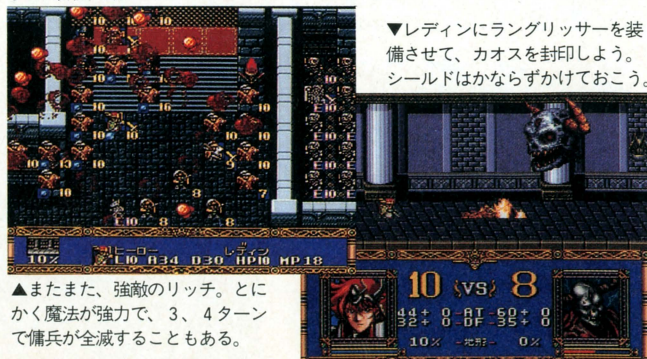 ▼レディンにラングリッサーを装
備させて、カオスを封印しよう。
シールドはかならずかけておこう。
ヒーロー レディン
10% L10 A34 D30 HP10 MP18
▲またまた、強敵のリッチ。とに
かく魔法が強力で、3、4ターン
で傭兵が全滅することもある。
10 VS 8
44+ 0-AT-60+ 0
32+ 0-DF-35+ 0
10% -地形- 0%